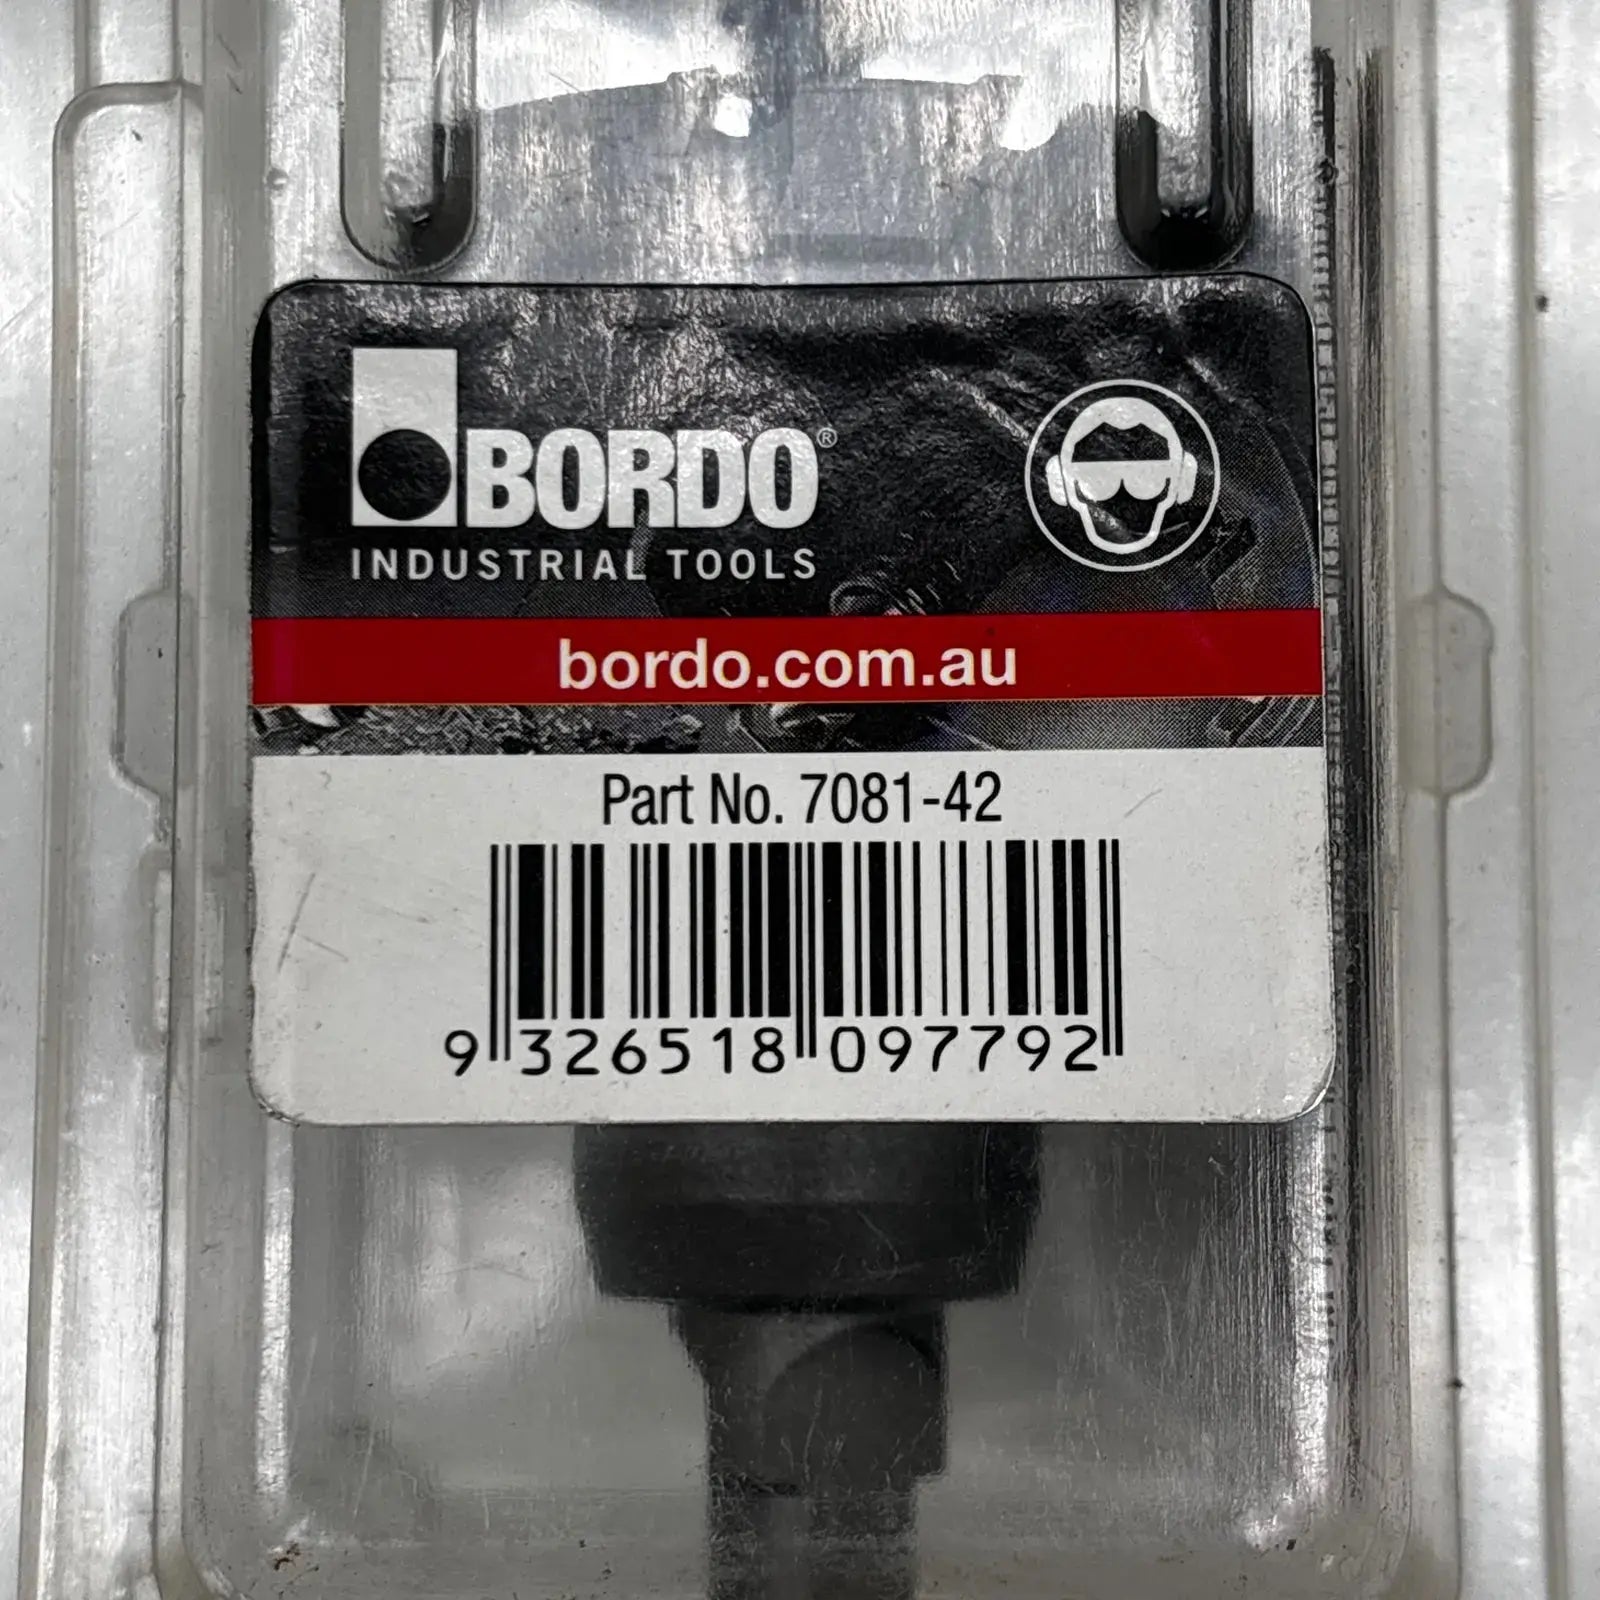 BORDO®
INDUSTRIAL TOOLS
bordo.com.au
Part No. 7081-42
9 326518 097792